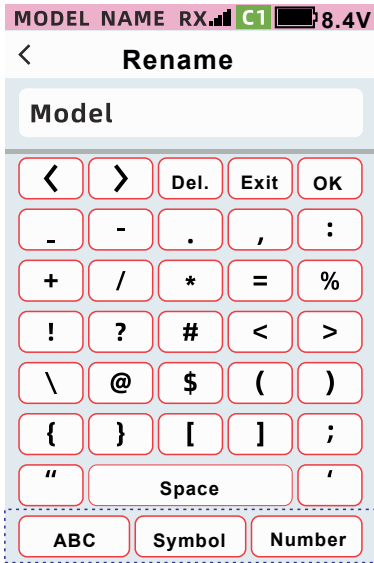 MODEL NAME RX C1 8.4V
< Rename
Model
< > Del. Exit OK
_ - . , :
+ / * = %
! ? # < >
\ @ $ ( )
{ } [ ] ;
“ Space ‘
ABC Symbol Number